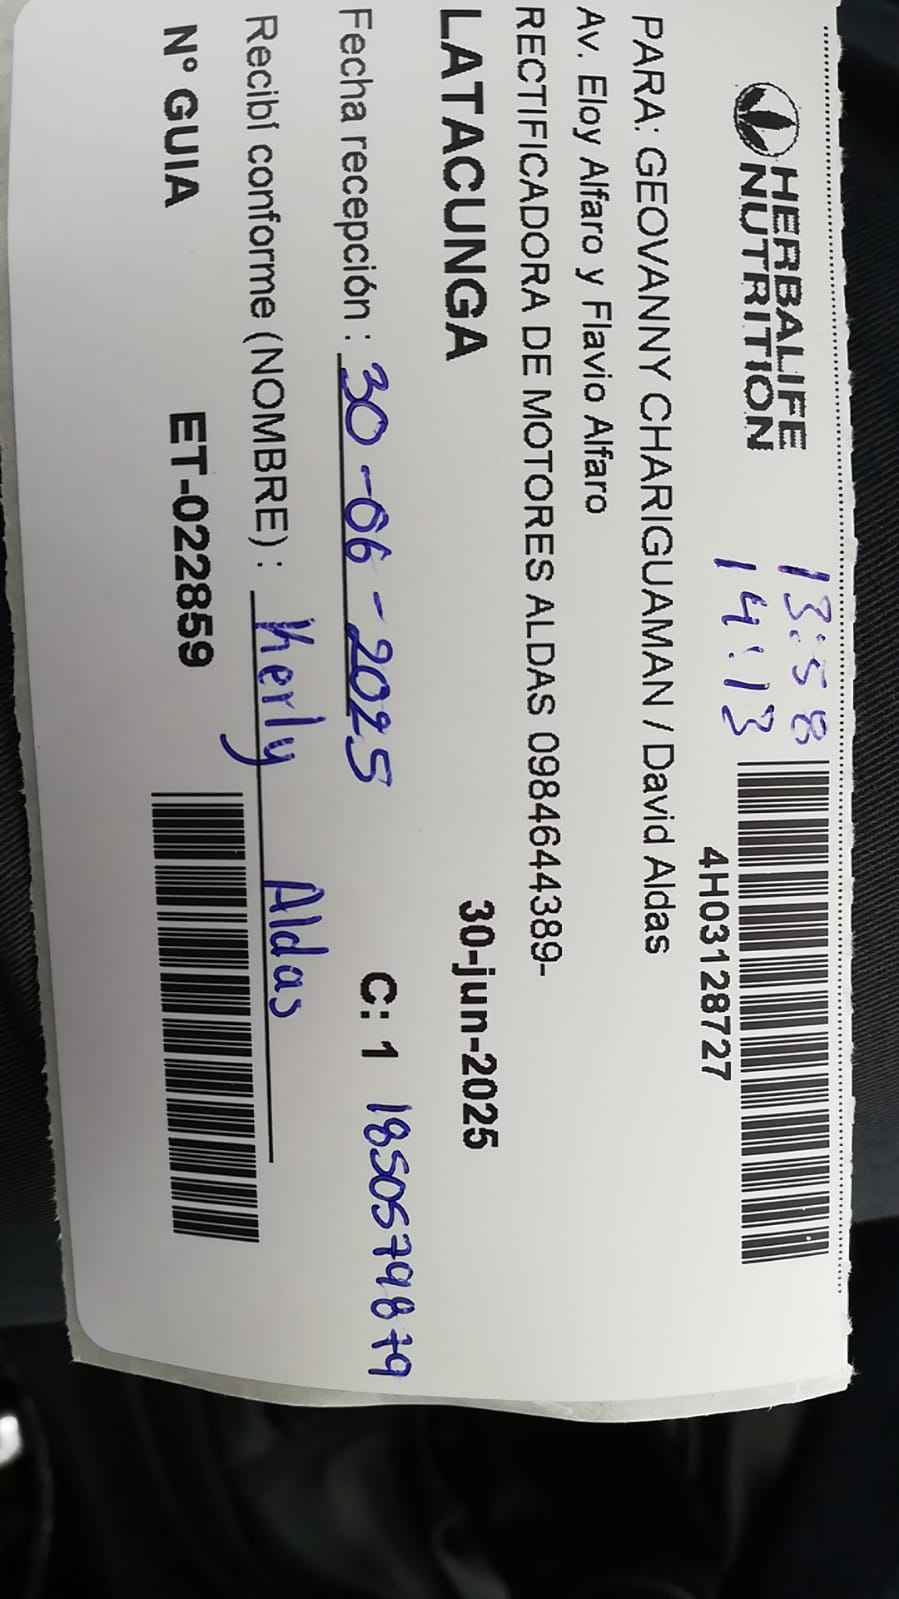 HERBALIFE
NUTRITION
13:58
14:13
4H03128727
PARA: GEOVANNY CHARIGUAMAN / David Aldas
Av. Eloy Alfaro y Flavio Alfaro
RECTIFICADORA DE MOTORES ALDAS 0984644389-
LATACUNGA 30-jun-2025
Fecha recepción : 30-06-2025 C: 1 1850579879
Recibí conforme (NOMBRE) : Kerly Aldas
N° GUIA ET-022859